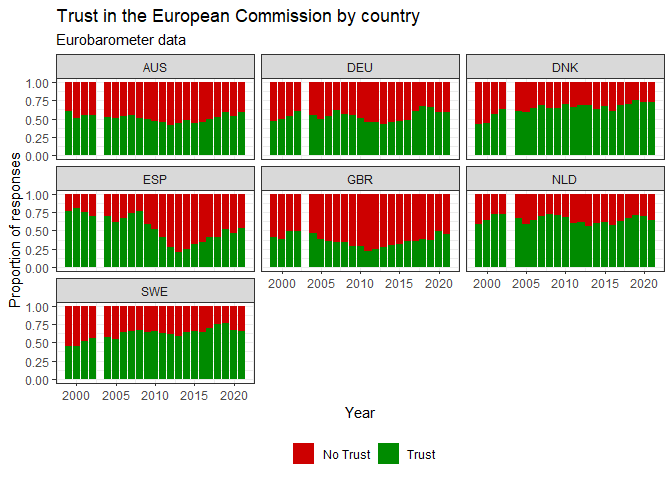 Trust in the European Commission by country
Eurobarometer data
AUS DEU DNK
1.00
0.75
0.50
0.25
0.00
ESP GBR NLD
1.00
0.75
0.50
0.25
0.00
2000 2005 2010 2015 2020 2000 2005 2010 2015 2020
SWE
1.00
0.75
0.50
0.25
0.00
2000 2005 2010 2015 2020
Proportion of responses
Year
No Trust Trust